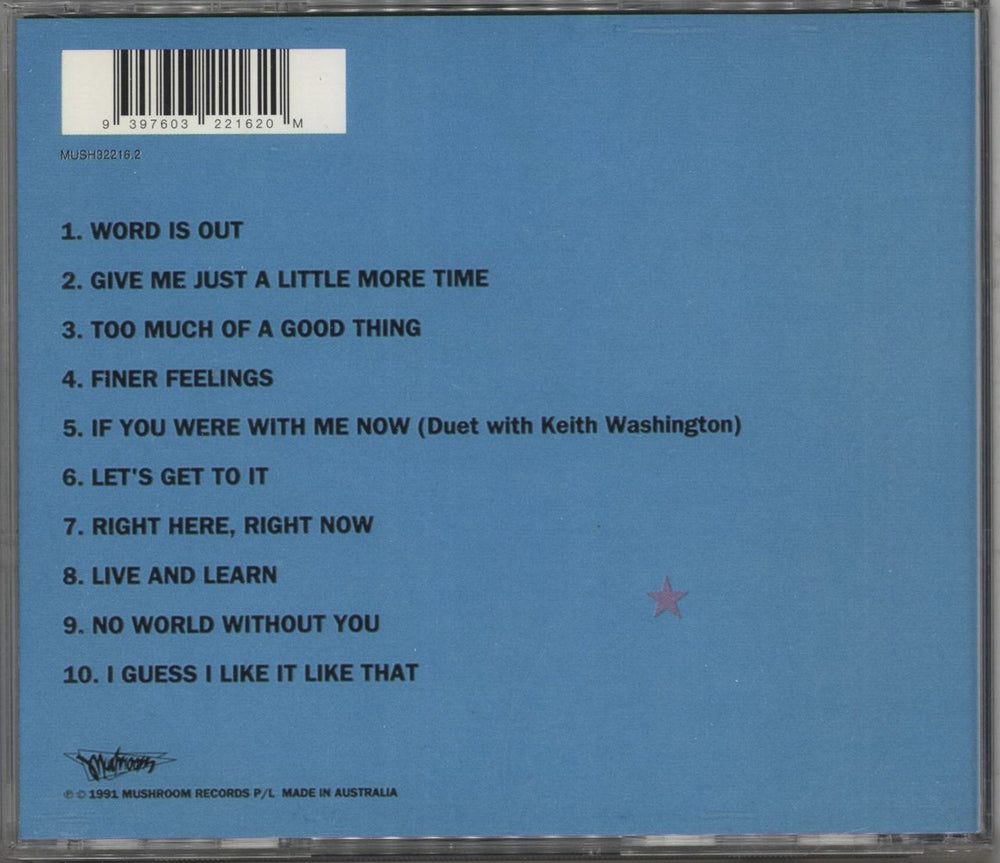 9 397603 221620 M
MUSH32216.2
1. WORD IS OUT
2. GIVE ME JUST A LITTLE MORE TIME
3. TOO MUCH OF A GOOD THING
4. FINER FEELINGS
5. IF YOU WERE WITH ME NOW (Duet with Keith Washington)
6. LET'S GET TO IT
7. RIGHT HERE, RIGHT NOW
8. LIVE AND LEARN
9. NO WORLD WITHOUT YOU
10. I GUESS I LIKE IT LIKE THAT
Mushroom
℗ © 1991 MUSHROOM RECORDS P/L MADE IN AUSTRALIA